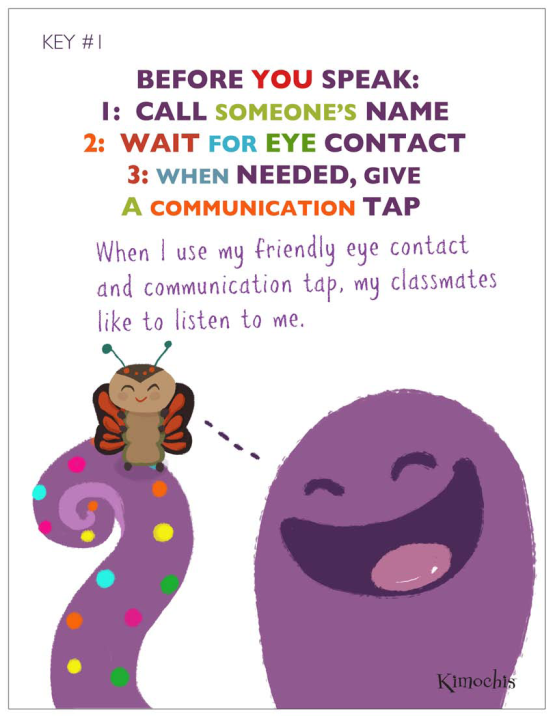 KEY #1
BEFORE YOU SPEAK:
1: CALL SOMEONE'S NAME
2: WAIT FOR EYE CONTACT
3: WHEN NEEDED, GIVE
A COMMUNICATION TAP
When I use my friendly eye contact
and communication tap, my classmates
like to listen to me.
Kimochis